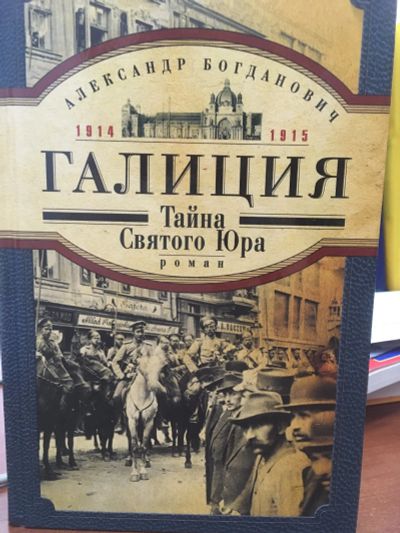 АЛЕКСАНДР БОГДАНОВИЧ
1914 1915
ГАЛИЦИЯ
Тайна
Святого Юра
роман